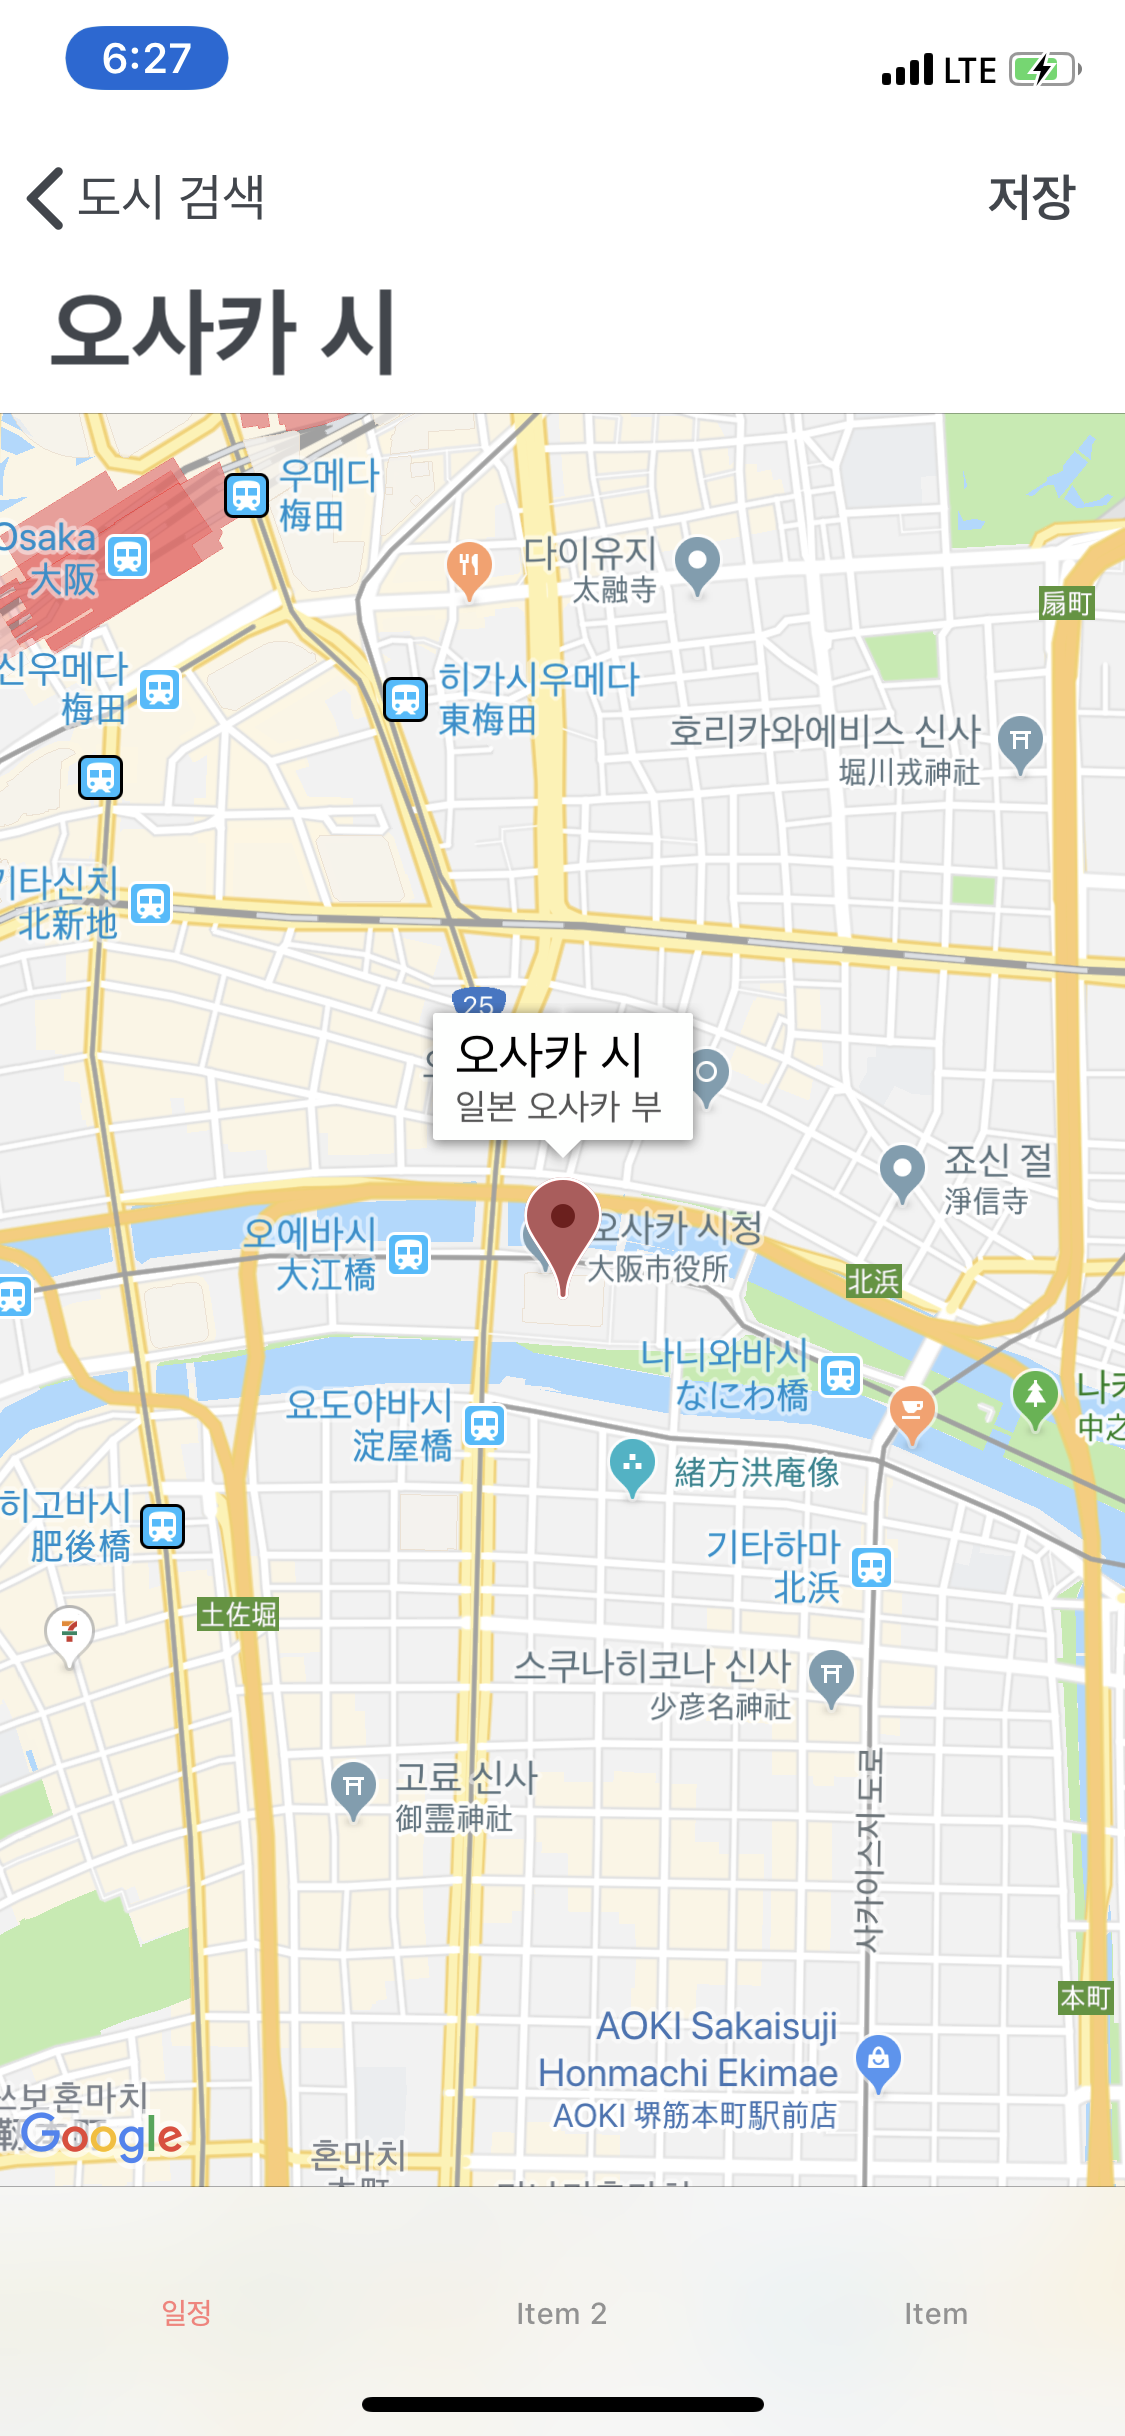 6:27
LTE
도시 검색
저장
오사카 시
우메다
梅田
Osaka
大阪
다이유지
太融寺
扇町
신우메다
梅田
히가시우메다
東梅田
호리카와에비스 신사
堀川戎神社
기타신치
北新地
25
오사카 시
일본 오사카 부
죠신 절
淨信寺
오에바시
大江橋
오사카 시청
大阪市役所
北浜
나니와바시
なにわ橋
요도야바시
淀屋橋
中之
緒方洪庵像
히고바시
肥後橋
기타하마
北浜
土佐堀
스쿠나히코나 신사
少彦名神社
고료 신사
御霊神社
사카이스지 도로
本町
AOKI Sakaisuji
Honmachi Ekimae
AOKI 堺筋本町駅前店
Google
혼마치
일정
Item 2
Item